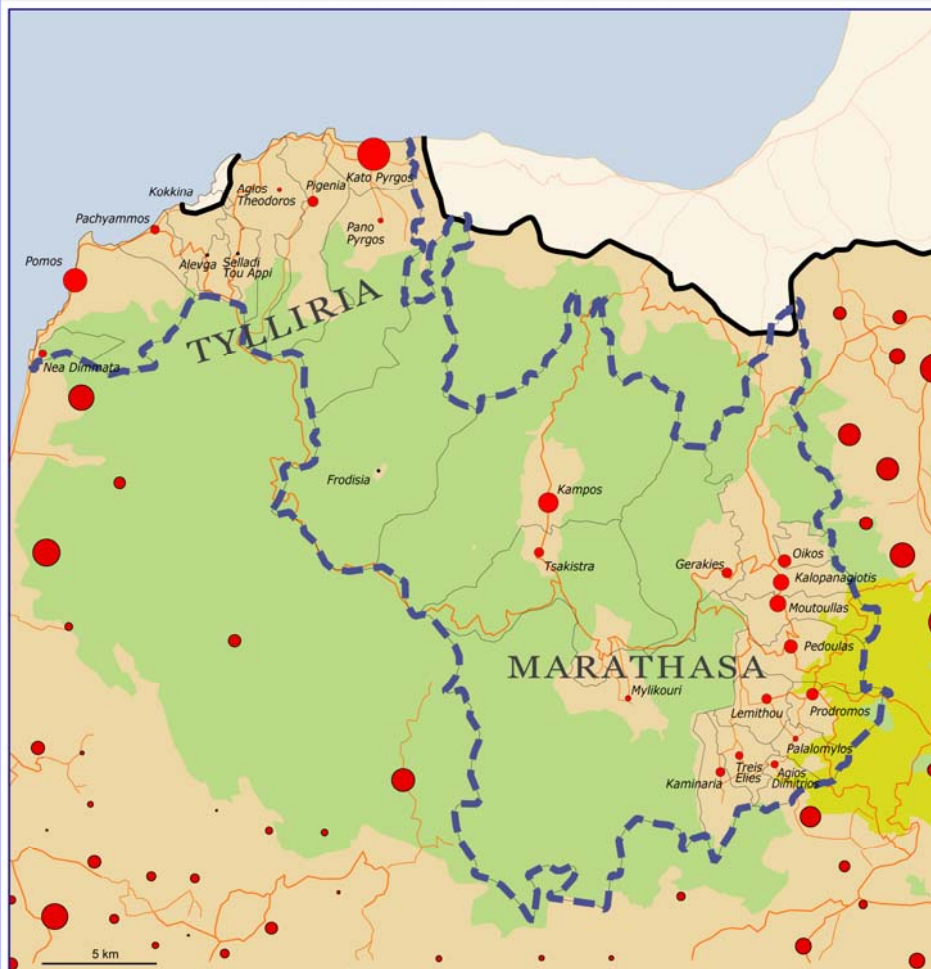 Kato Pyrgos
Kokkina
Agios
Theodoros
Pigenia
Pachyammos
Pano
Pyrgos
Pomos
Alevga
Selladi
Tou Appi
TYLLIRIA
Nea Dimmata
Frodisia
Kampos
Tsakistra
Gerakies
Oikos
Kalopanagiotis
Moutoullas
Pedoulas
MARATHASA
Mylikouri
Lemithou
Prodromos
Palalomylos
Treis
Elies
Kaminaria
Agios
Dimitrios
5 km